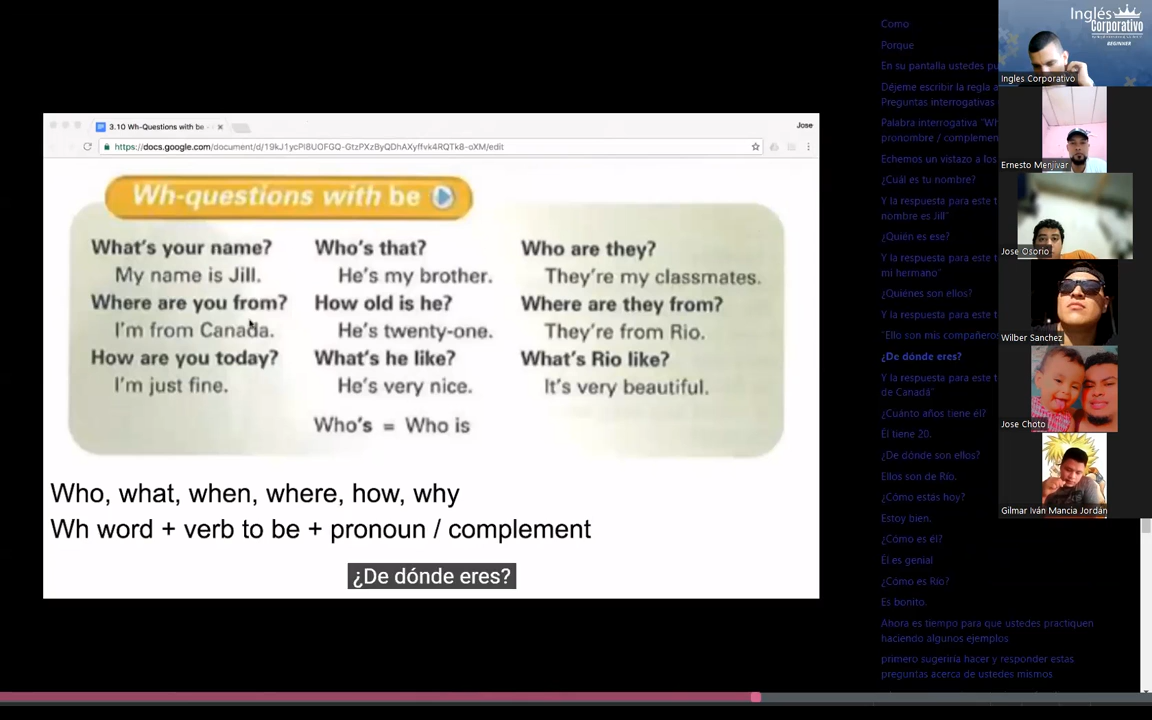 3.10 Wh-Questions with be
Jose
https://docs.google.com/document/d/19kJ1ycPI8UOFGQ-GtzPXzByQDhAXyffvk4RQTk8-oXM/edit
Wh-questions with be
What's your name?
My name is Jill.
Where are you from?
I'm from Canada.
How are you today?
I'm just fine.
Who's that?
He's my brother.
How old is he?
He's twenty-one.
What's he like?
He's very nice.
Who's = Who is
Who are they?
They're my classmates.
Where are they from?
They're from Rio.
What's Rio like?
It's very beautiful.
Who, what, when, where, how, why
Wh word + verb to be + pronoun / complement
¿De dónde eres?
Como
Porque
En su pantalla ustedes
Déjeme escribir la regla a
Preguntas interrogativas
Palabra interrogativa
pronombre /
Echemos un vistazo a los
¿Cuál es tu nombre?
Y la respuesta para este
nombre es Jill"
¿Quién es ese?
Y la respuesta para este
mi hermano"
¿Quiénes son ellos?
Y la respuesta para este
"Ello son mis
¿De dónde eres?
Y la respuesta para este
de Canadá"
¿Cuánto años tiene él?
Él tiene 20.
¿De dónde son ellos?
Ellos son de Río.
¿Cómo estás hoy?
Estoy bien.
¿Cómo es él?
El es genial
¿Cómo es Río?
Es bonito.
Ahora es tiempo para que ustedes practiquen
haciendo algunos ejemplos
primero sugeriría hacer y responder estas
preguntas acerca de ustedes mismos
Inglés
Corporativo
BEGINNER
Ingles Corporativo
Ernesto Menjivar
Jose Osorio
Wilber Sanchez
Jose Choto
Gilmar Iván Mancia Jordán